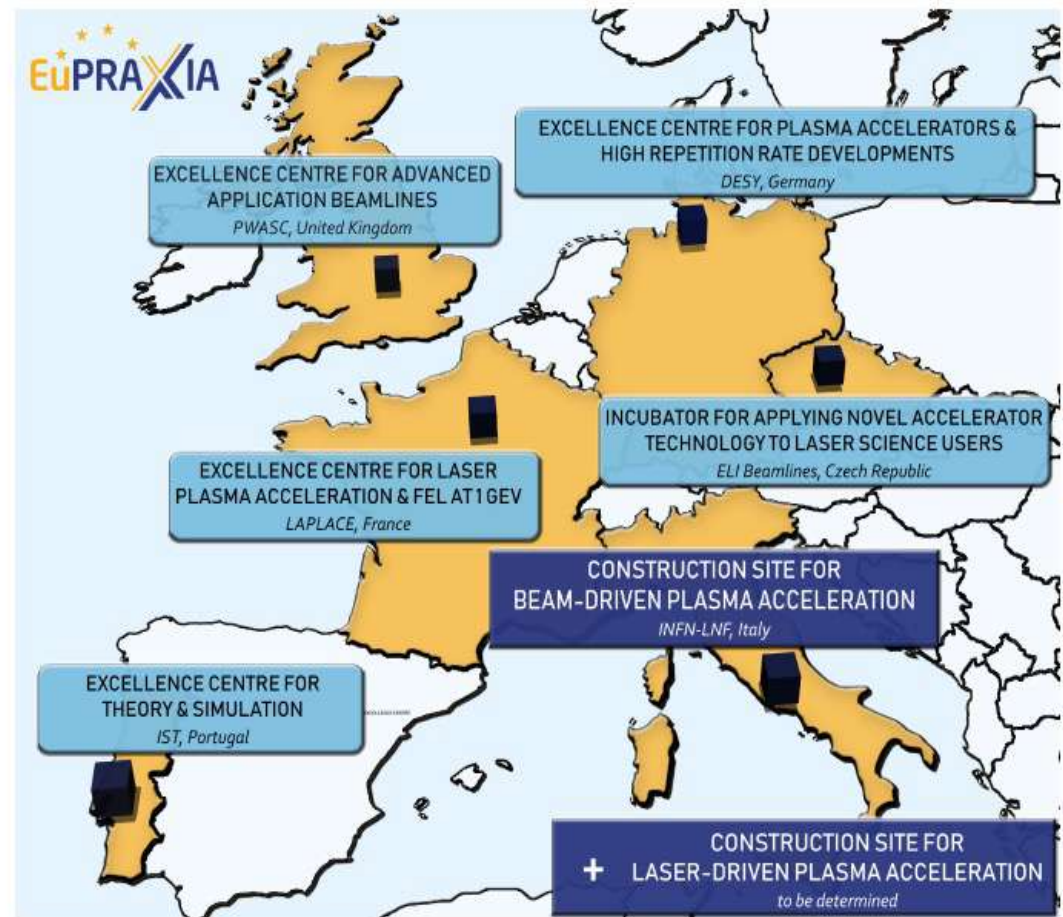 EuPRAXIA
EXCELLENCE CENTRE FOR PLASMA ACCELERATORS &
HIGH REPETITION RATE DEVELOPMENTS
DESY, Germany
EXCELLENCE CENTRE FOR ADVANCED
APPLICATION BEAMLINES
PWASC, United Kingdom
INCUBATOR FOR APPLYING NOVEL ACCELERATOR
TECHNOLOGY TO LASER SCIENCE USERS
ELI Beamlines, Czech Republic
EXCELLENCE CENTRE FOR LASER
PLASMA ACCELERATION & FEL AT 1 GEV
LAPLACE, France
CONSTRUCTION SITE FOR
BEAM-DRIVEN PLASMA ACCELERATION
INFN-LNF, Italy
EXCELLENCE CENTRE FOR
THEORY & SIMULATION
IST, Portugal
CONSTRUCTION SITE FOR
+ LASER-DRIVEN PLASMA ACCELERATION
to be determined